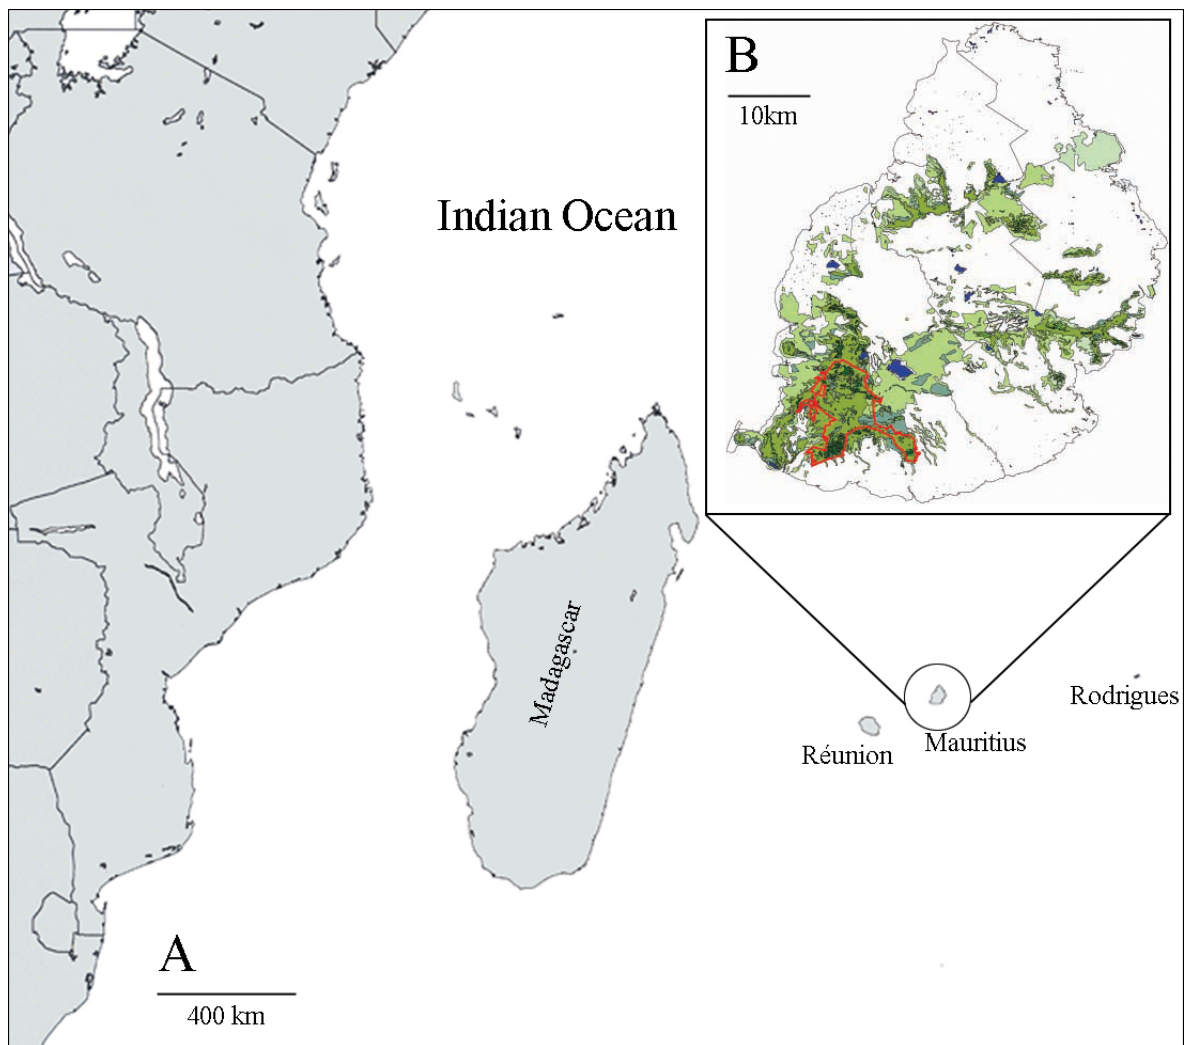 B
10km
Indian Ocean
Madagascar
Rodrigues
Mauritius
Réunion
A
400 km